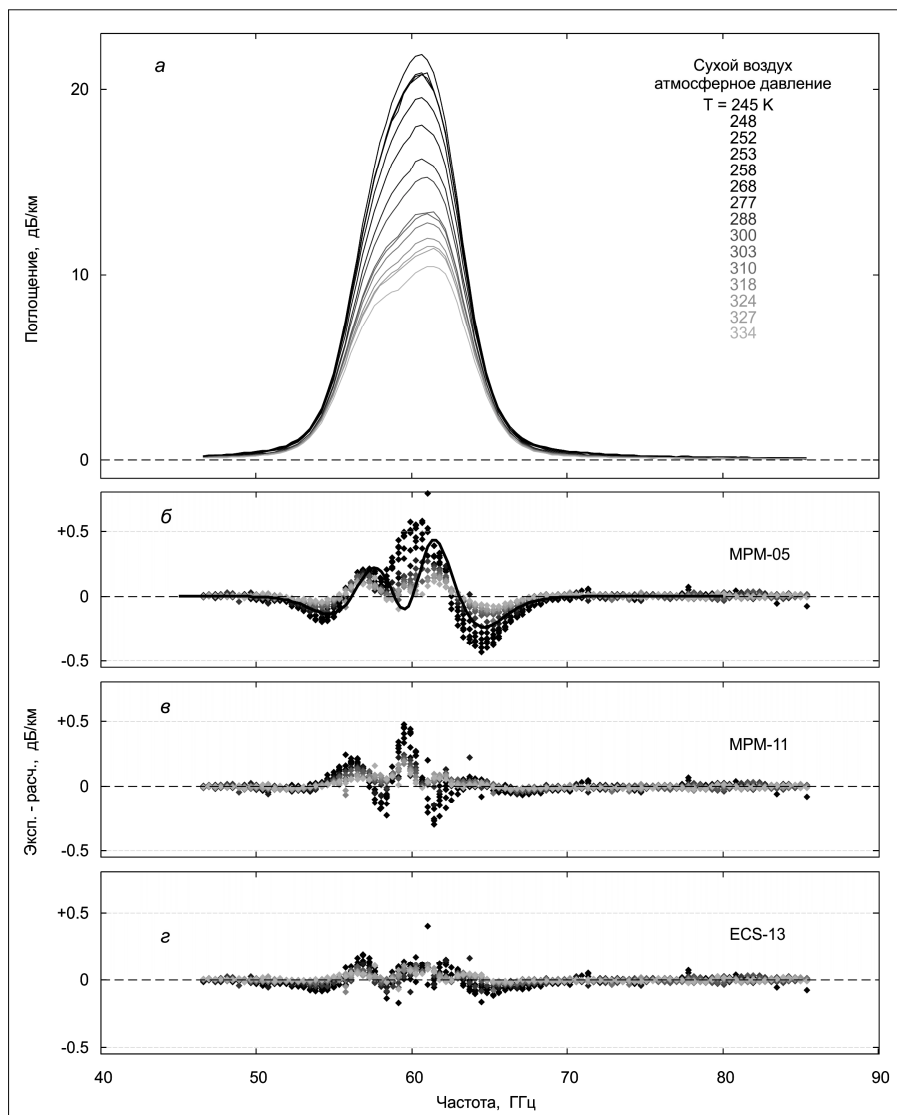 а
Сухой воздух
атмосферное давление
T = 245 K
248
252
253
258
268
277
288
300
303
310
318
324
327
334
20
10
0
Поглощение, дБ/км
б
MPM-05
+0.5
0
-0.5
в
MPM-11
+0.5
0
-0.5
Эксп. - расч., дБ/км
г
ECS-13
+0.5
0
-0.5
40 50 60 70 80 90
Частота, ГГц